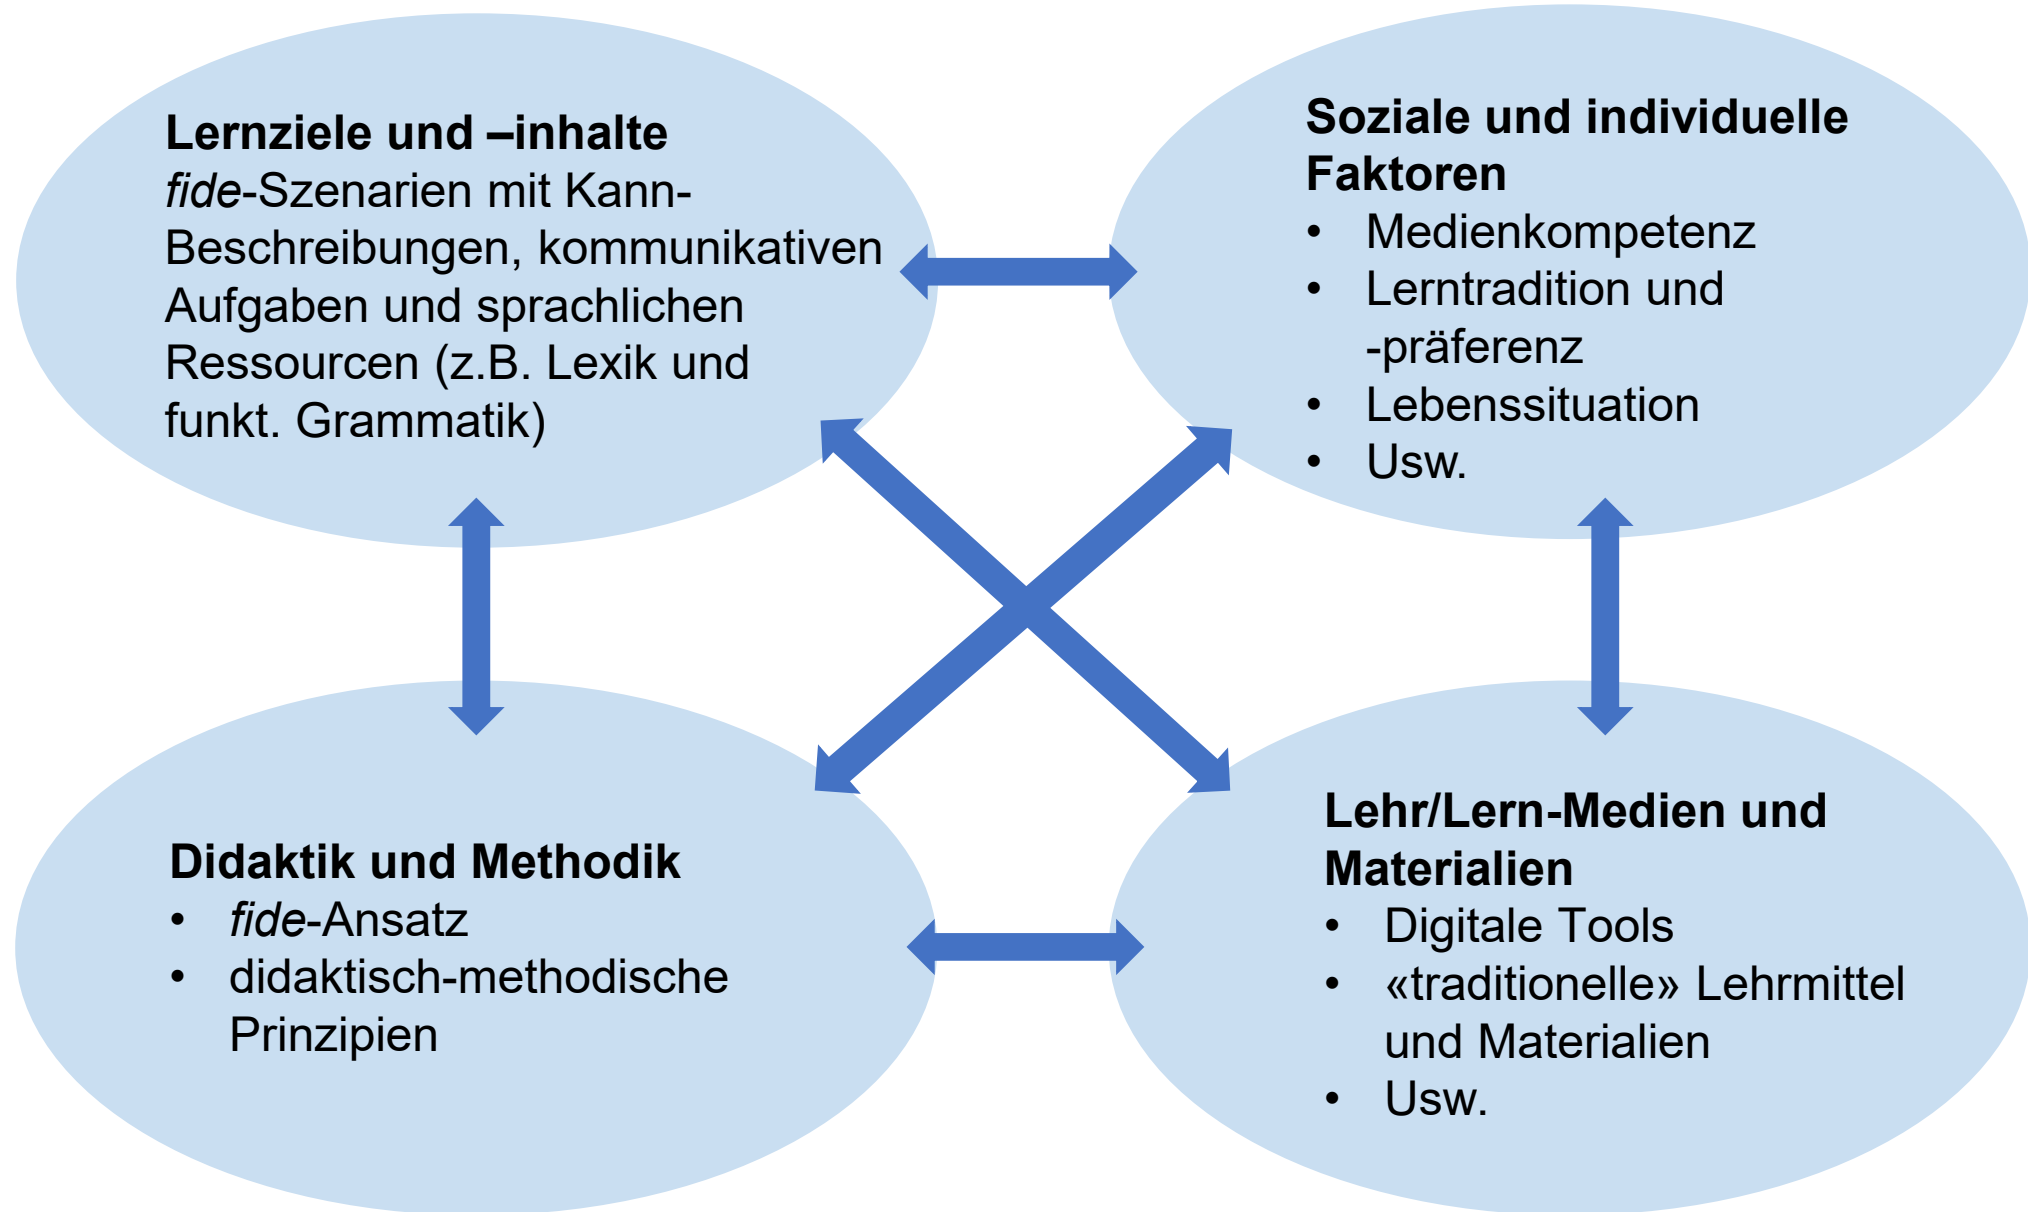 Lernziele und –inhalte
fide-Szenarien mit Kann-
Beschreibungen, kommunikativen
Aufgaben und sprachlichen
Ressourcen (z.B. Lexik und
funkt. Grammatik)
Soziale und individuelle
Faktoren
• Medienkompetenz
• Lerntradition und
-präferenz
• Lebenssituation
• Usw.
Didaktik und Methodik
• fide-Ansatz
• didaktisch-methodische
Prinzipien
Lehr/Lern-Medien und
Materialien
• Digitale Tools
• «traditionelle» Lehrmittel
und Materialien
• Usw.